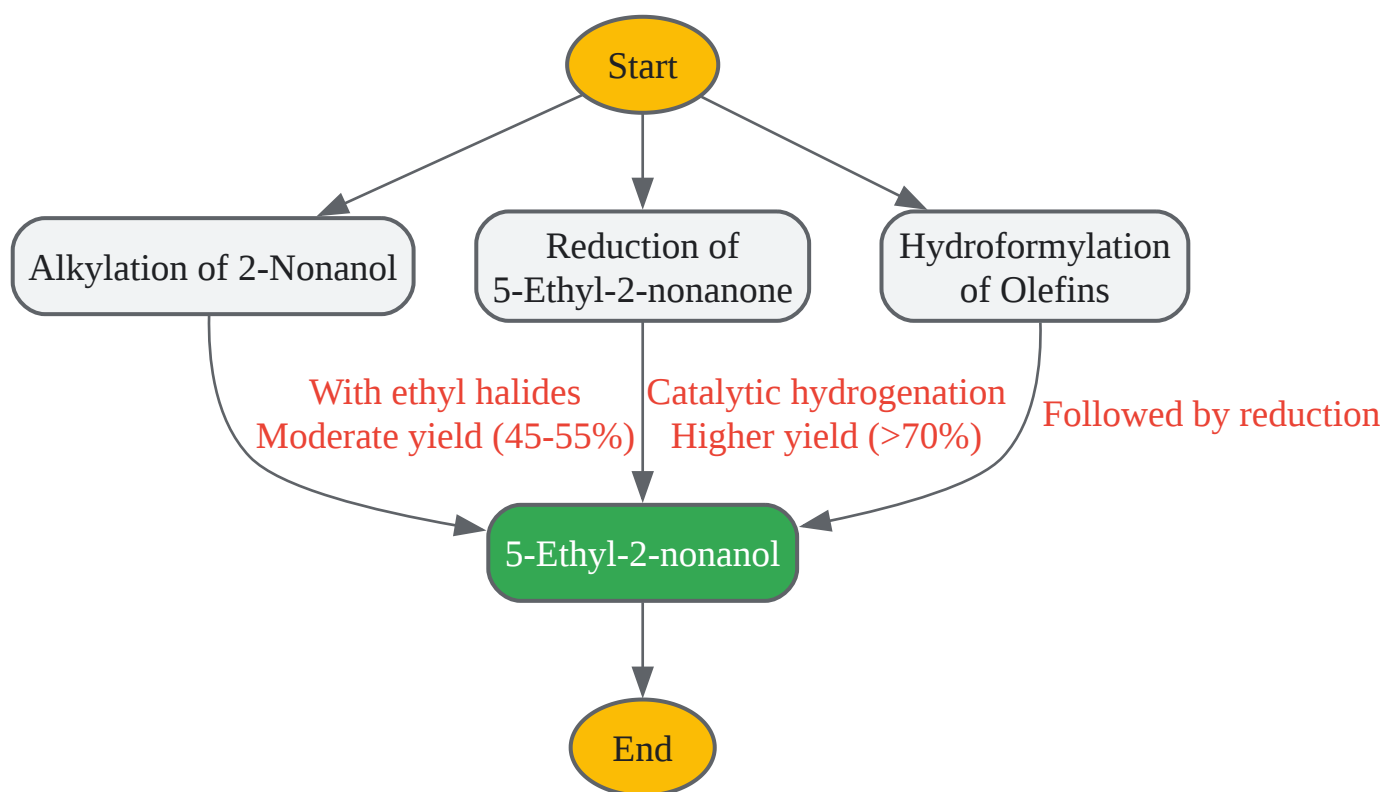 Start
Alkylation of 2-Nonanol
Reduction of
5-Ethyl-2-nonanone
Hydroformylation
of Olefins
With ethyl halides
Moderate yield (45-55%)
Catalytic hydrogenation
Higher yield (>70%)
Followed by reduction
5-Ethyl-2-nonanol
End